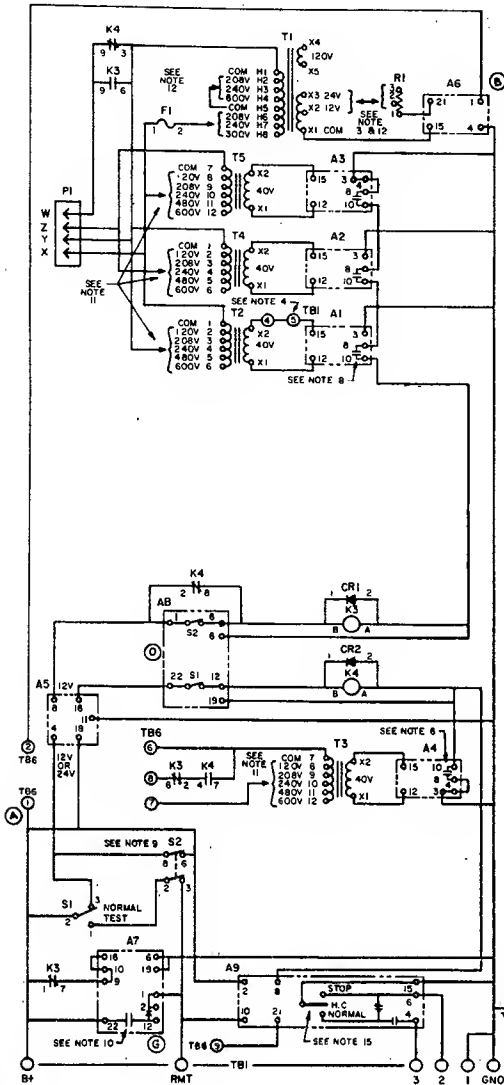 K4
9 3
K3
9 6
SEE
NOTE
12
F1
1 2
COM H1
208V H2
240V H3
600V H4
COM H5
208V H6
240V H7
300V H8
T1
X4
120V
X5
X3 24V
X2 12V
X1 COM
R1
3
1
SEE
NOTE
3 & 12
A6
21 1
15 4
B
P1
W
Z
Y
X
SEE
NOTE
11
T5
COM 7
120V 8
208V 9
240V 10
480V 11
600V 12
X2
40V
X1
A3
15 3 4
8
12 10
T4
COM 1
120V 2
208V 3
240V 4
480V 5
600V 6
X2
40V
X1
A2
15 3
8
12 10
SEE NOTE 4
TB1
T2
COM 1
120V 2
208V 3
240V 4
480V 5
600V 6
X2
40V
X1
4 5
A1
15 3
8
12 10
SEE NOTE 8
K4
2 8
A8
1 6
S2
6
O
22 S1 12
19
CR1
1 2
K3
B A
CR2
1 2
K4
B A
A5
12V
8 16
11
4 18
12V
OR
24V
2
TB6
TB6
1
A
TB6
6
8
K3
6 2
K4
4 7
7
SEE
NOTE
11
COM 7
120V 8
208V 9
240V 10
480V 11
600V 12
T3
X2
40V
X1
SEE NOTE 6
A4
15 10
8
4
12 3
SEE NOTE 9
S2
8 6
2 3
S1
3
2
NORMAL
TEST
1
A7
16 6
10 19
9
1
2
22 12
K3
1 7
SEE NOTE 10
G
A9
2 8
10 21
STOP
H.C
NORMAL
15
6
4
TB6 9
SEE NOTE 15
B+
RMT
TB1
3 2 1 GND